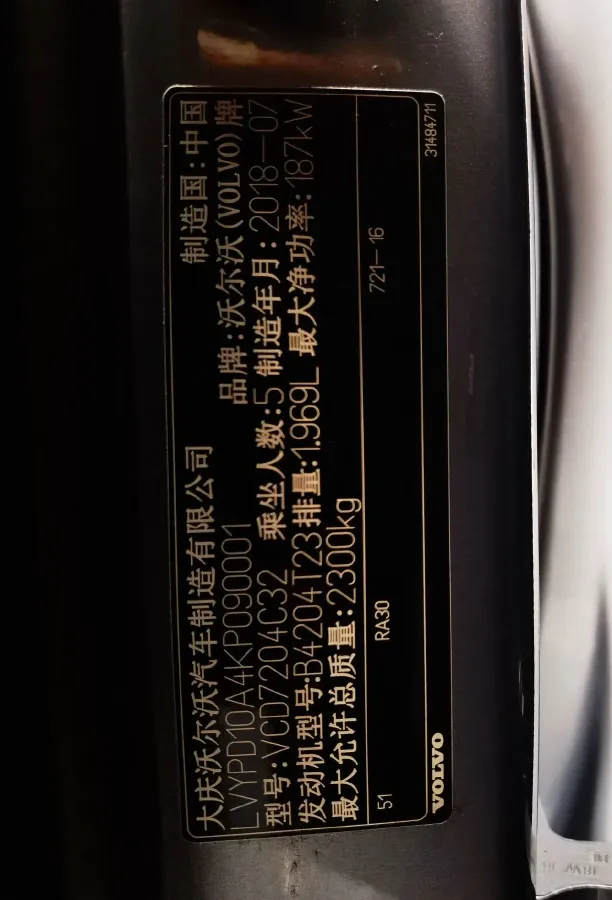 大庆沃尔沃汽车制造有限公司 制造国:中国
LVYPD10A4KP090001 品牌:沃尔沃(VOLVO)牌
型号:VCD7204C32 乘坐人数:5 制造年月:2018-07
发动机型号:B4204T23 排量:1.969L 最大净功率:187kW
最大允许总质量:2300kg
51 RA30 721-16
VOLVO 31484711